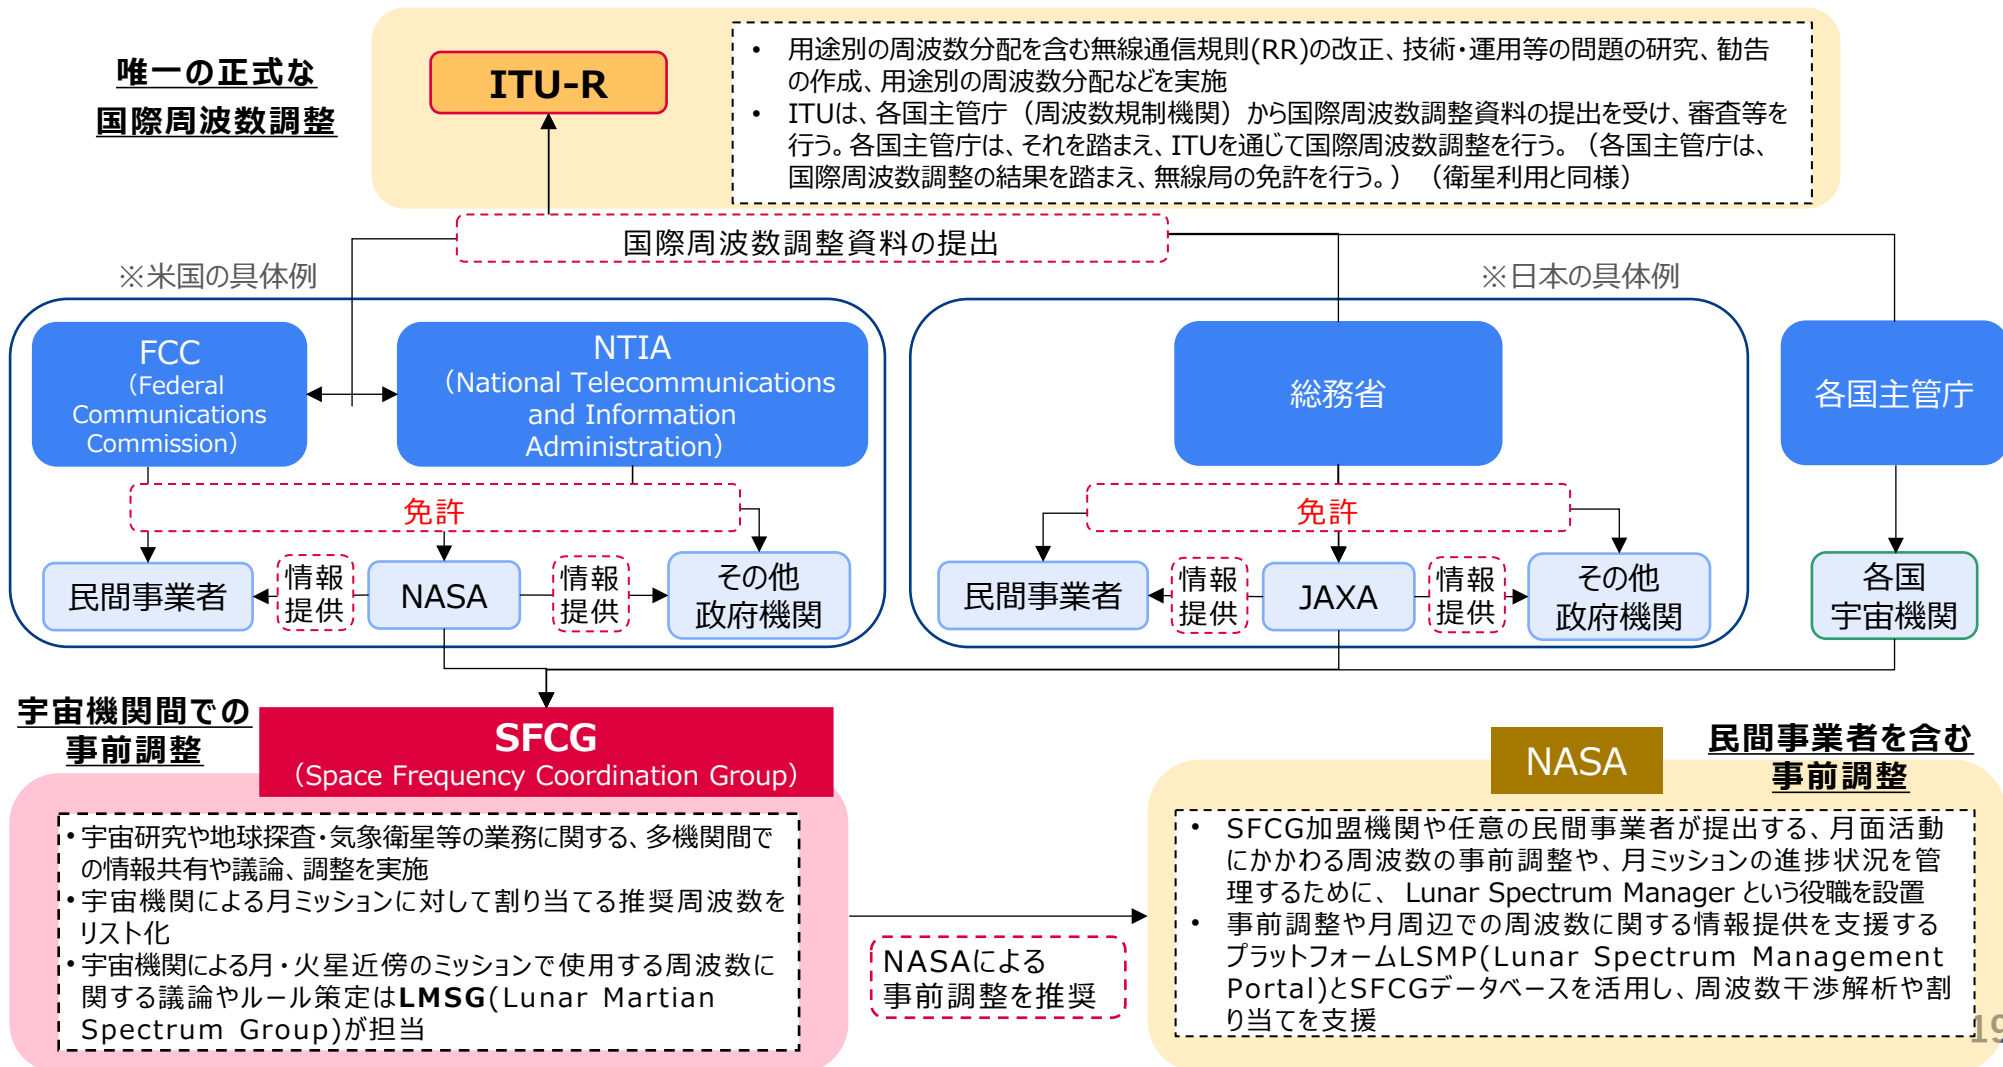 唯一の正式な
国際周波数調整
ITU-R
• 用途別の周波数分配を含む無線通信規則(RR)の改正、技術・運用等の問題の研究、勧告
の作成、用途別の周波数分配などを実施
• ITUは、各国主管庁（周波数規制機関）から国際周波数調整資料の提出を受け、審査等を
行う。各国主管庁は、それを踏まえ、ITUを通じて国際周波数調整を行う。（各国主管庁は、
国際周波数調整の結果を踏まえ、無線局の免許を行う。）（衛星利用と同様）
国際周波数調整資料の提出
※米国の具体例
※日本の具体例
FCC
（Federal
Communications
Commission）
NTIA
（National Telecommunications
and Information
Administration）
総務省
各国主管庁
免許
免許
民間事業者
情報
提供
NASA
情報
提供
その他
政府機関
民間事業者
情報
提供
JAXA
情報
提供
その他
政府機関
各国
宇宙機関
宇宙機関間での
事前調整
SFCG
（Space Frequency Coordination Group）
• 宇宙研究や地球探査・気象衛星等の業務に関する、多機関間で
の情報共有や議論、調整を実施
• 宇宙機関による月ミッションに対して割り当てる推奨周波数を
リスト化
• 宇宙機関による月・火星近傍のミッションで使用する周波数に
関する議論やルール策定はLMSG(Lunar Martian
Spectrum Group)が担当
NASAによる
事前調整を推奨
NASA
民間事業者を含む
事前調整
• SFCG加盟機関や任意の民間事業者が提出する、月面活動
にかかわる周波数の事前調整や、月ミッションの進捗状況を管
理するために、 Lunar Spectrum Manager という役職を設置
• 事前調整や月周辺での周波数に関する情報提供を支援する
プラットフォームLSMP(Lunar Spectrum Management
Portal)とSFCGデータベースを活用し、周波数干渉解析や割
り当てを支援
19